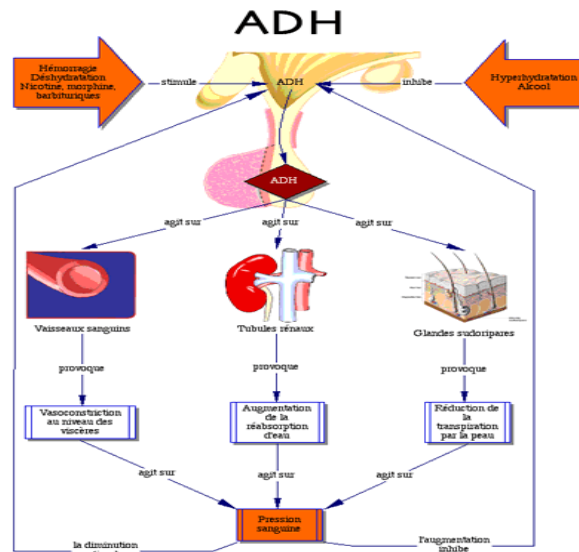 ADH
Hémorragie
Déshydratation
Nicotine, morphine,
barbituriques
stimule
ADH
inhibe
Hyperhydratation
Alcool
ADH
agit sur
agit sur
agit sur
Vaisseaux sanguins
Tubules rénaux
Glandes sudoripares
provoque
provoque
provoque
Vasoconstriction
au niveau des
viscères
Augmentation
de la
réabsorption
d'eau
Réduction de
la
transpiration
par la peau
agit sur
agit sur
agit sur
Pression
sanguine
la diminution
l'augmentation
inhibe